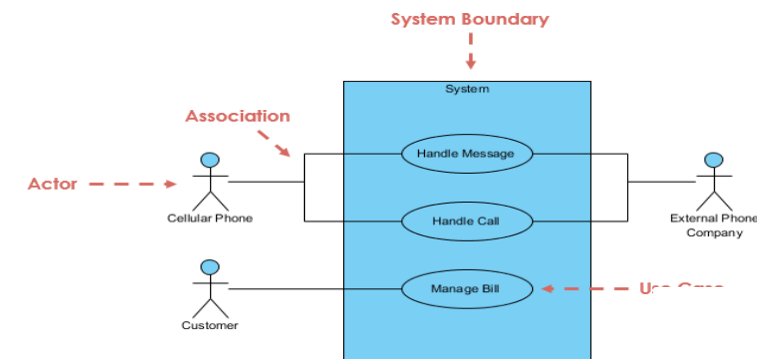 System Boundary
System
Association
Handle Message
Actor
Cellular Phone
Handle Call
External Phone
Company
Manage Bill
Customer